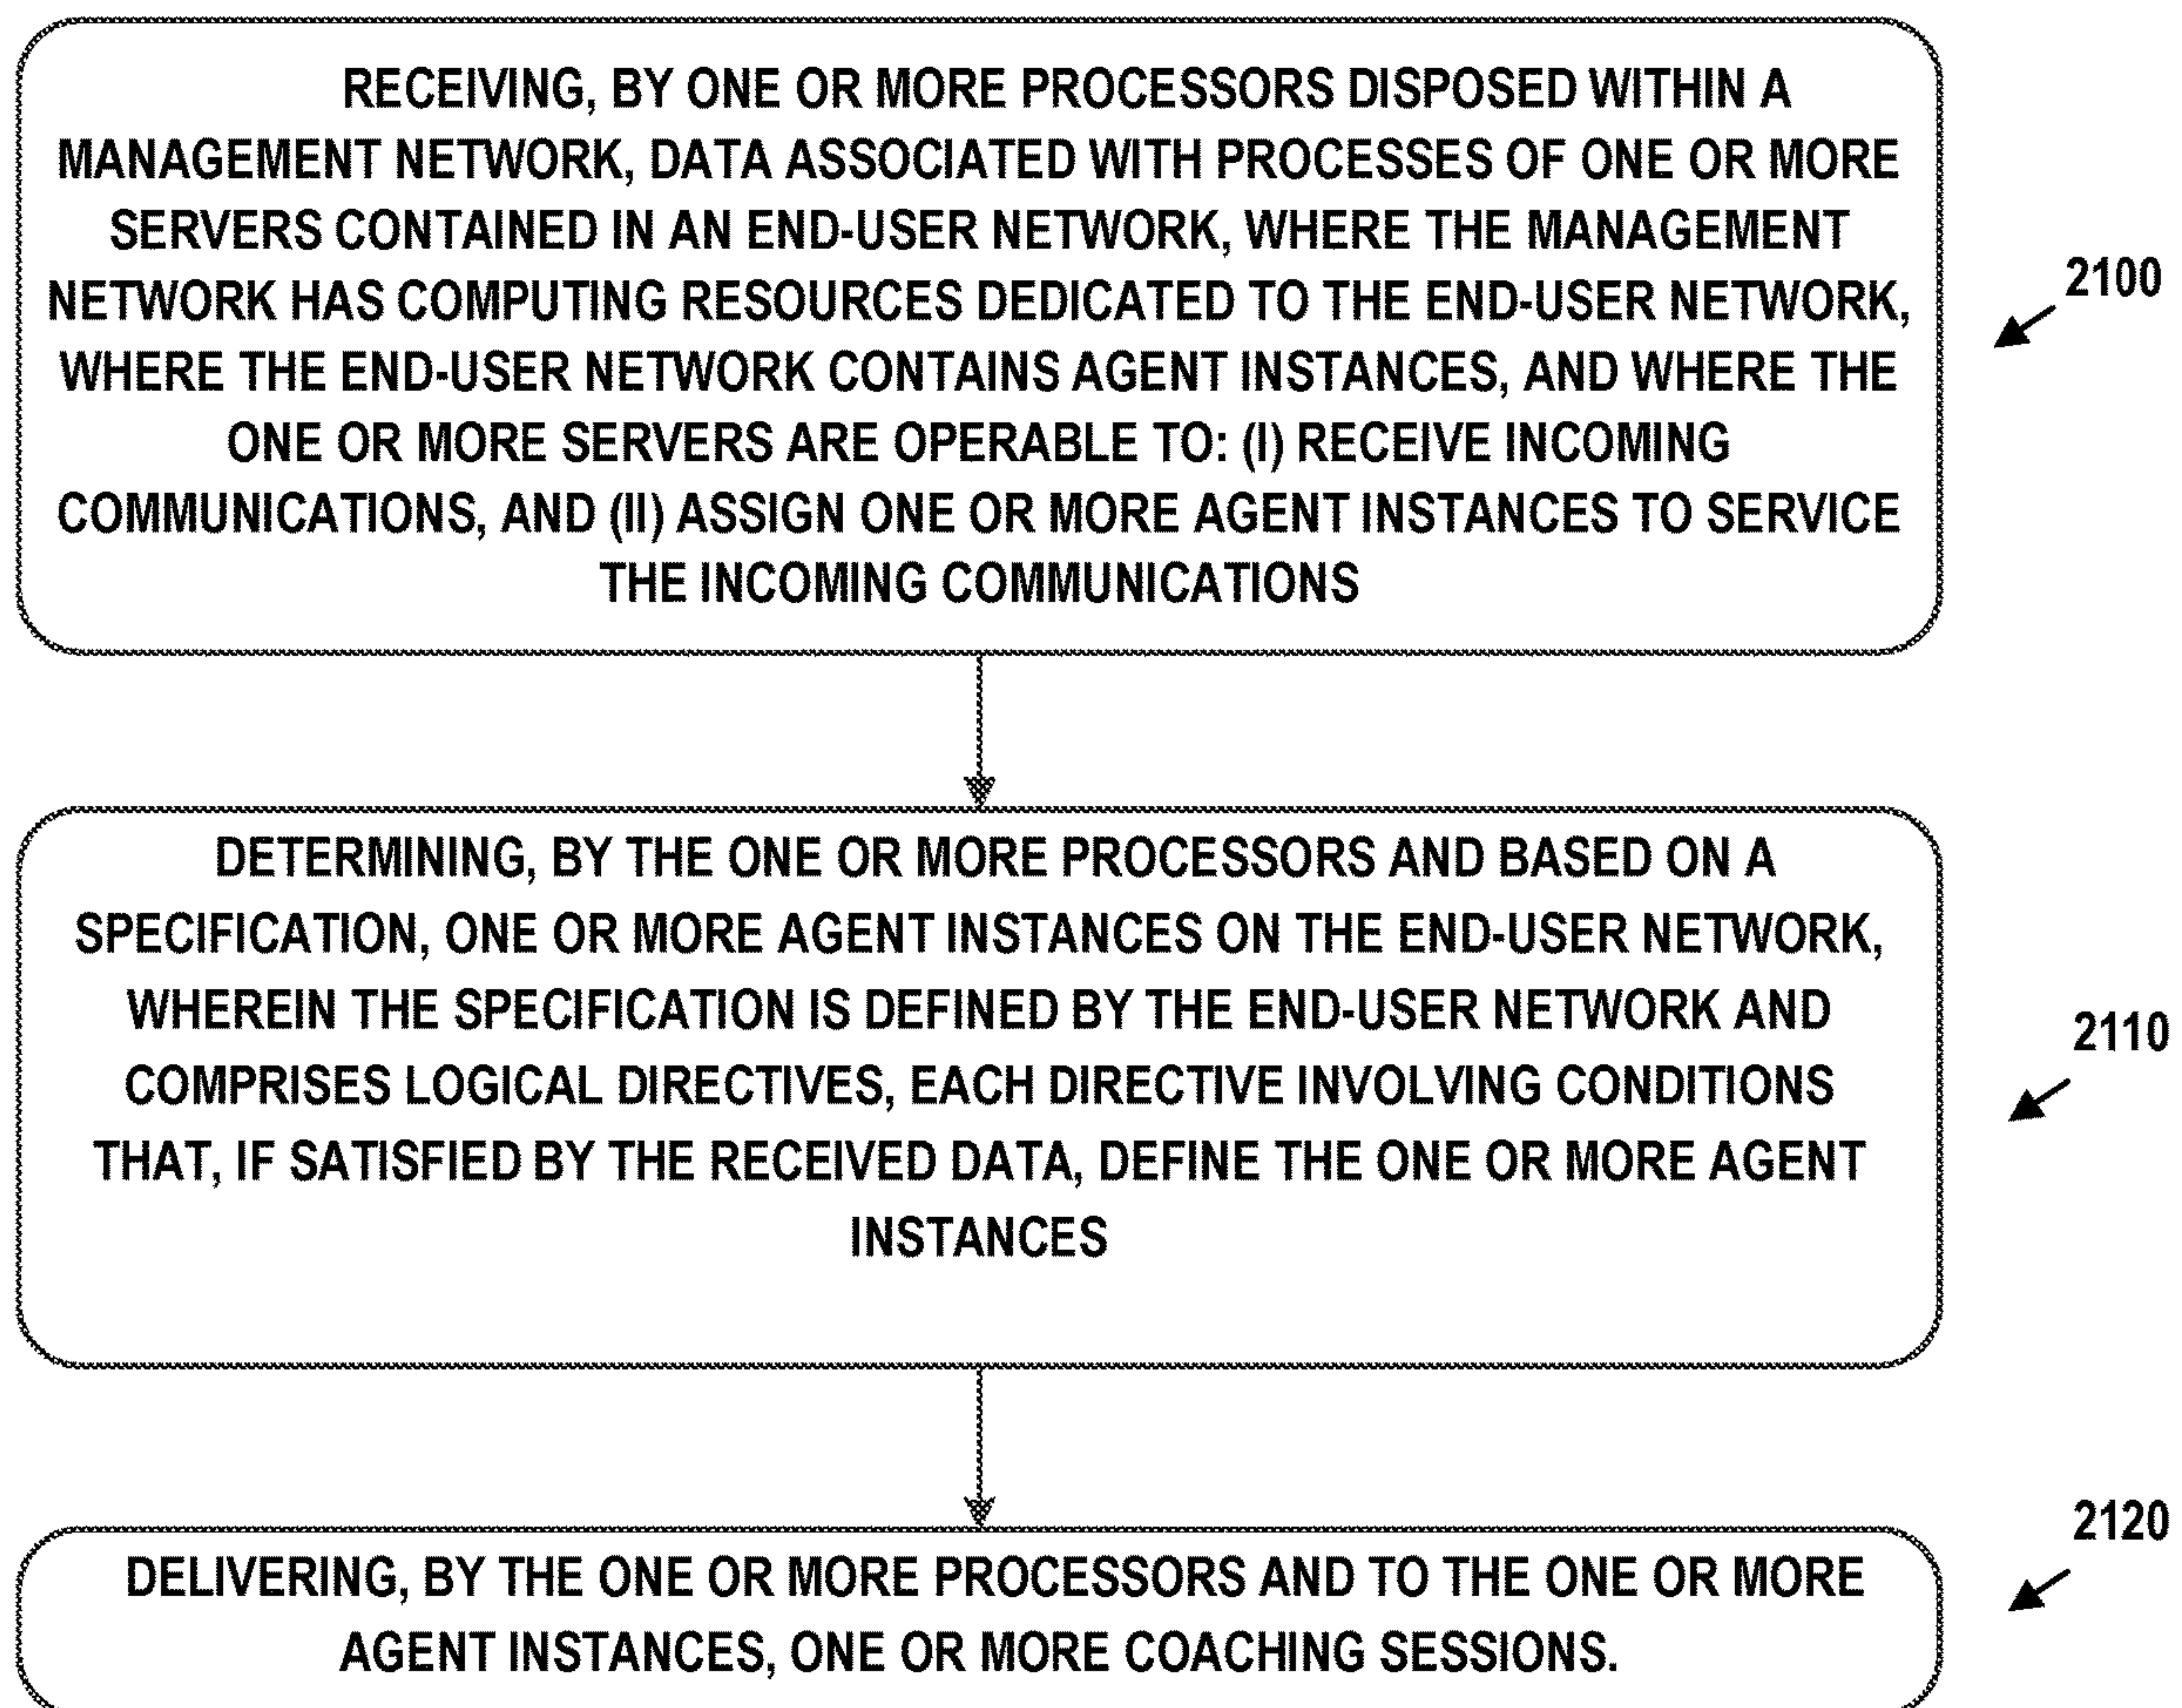 RECEIVING, BY ONE OR MORE PROCESSORS DISPOSED WITHIN A
MANAGEMENT NETWORK, DATA ASSOCIATED WITH PROCESSES OF ONE OR MORE
SERVERS CONTAINED IN AN END-USER NETWORK, WHERE THE MANAGEMENT
NETWORK HAS COMPUTING RESOURCES DEDICATED TO THE END-USER NETWORK,
WHERE THE END-USER NETWORK CONTAINS AGENT INSTANCES, AND WHERE THE
ONE OR MORE SERVERS ARE OPERABLE TO: (I) RECEIVE INCOMING
COMMUNICATIONS, AND (II) ASSIGN ONE OR MORE AGENT INSTANCES TO SERVICE
THE INCOMING COMMUNICATIONS
2100
DETERMINING, BY THE ONE OR MORE PROCESSORS AND BASED ON A
SPECIFICATION, ONE OR MORE AGENT INSTANCES ON THE END-USER NETWORK,
WHEREIN THE SPECIFICATION IS DEFINED BY THE END-USER NETWORK AND
COMPRISES LOGICAL DIRECTIVES, EACH DIRECTIVE INVOLVING CONDITIONS
THAT, IF SATISFIED BY THE RECEIVED DATA, DEFINE THE ONE OR MORE AGENT
INSTANCES
2110
DELIVERING, BY THE ONE OR MORE PROCESSORS AND TO THE ONE OR MORE
AGENT INSTANCES, ONE OR MORE COACHING SESSIONS.
2120